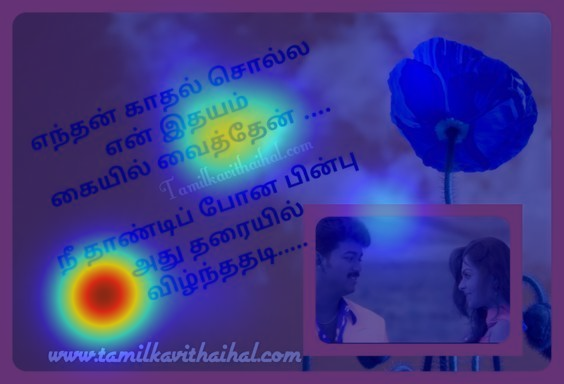 எந்தன் காதல் சொல்ல
என் இதயம்
கையில் வைத்தேன் ....
Tamilkavithaihal.com
நீ தாண்டிப் போன பின்பு
அது தரையில்
விழ்ந்ததடி.....
www.tamilkavithaihal.com